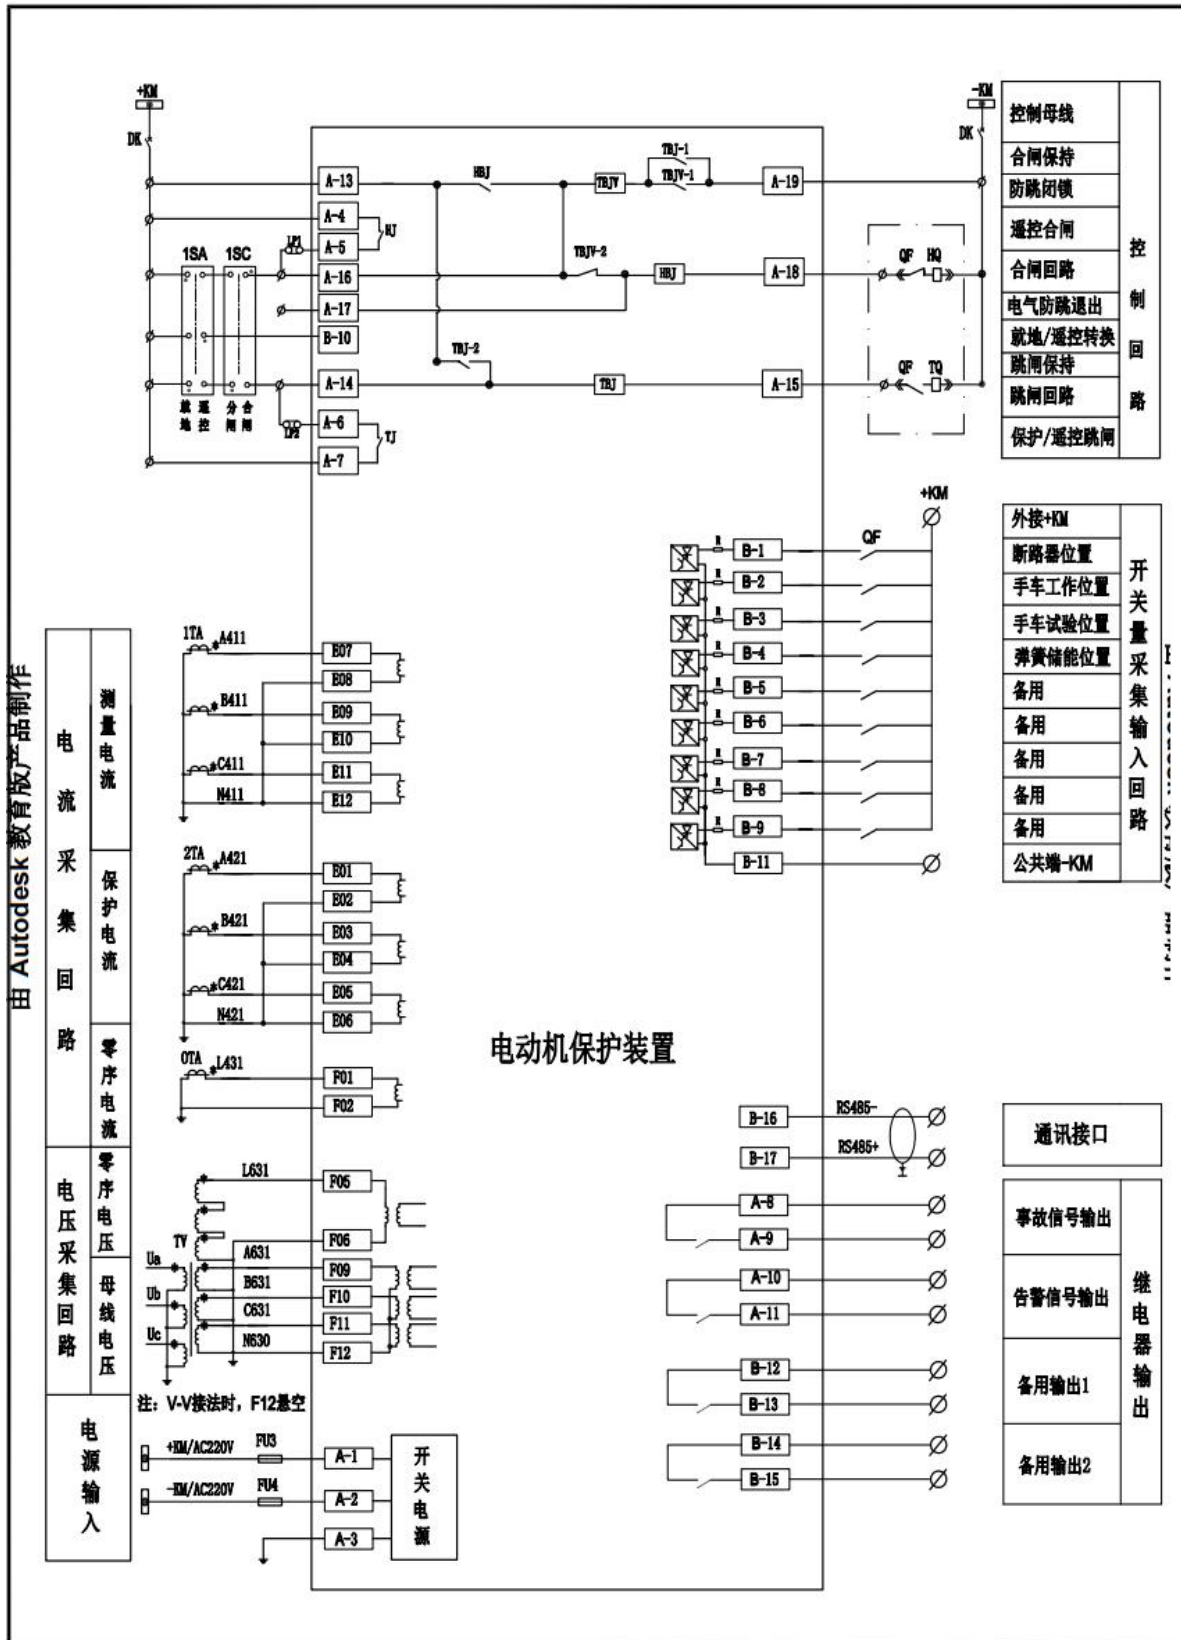 +KM
-KM
DK
DK
A-13
HBJ
TBJV
TBJ-1
TBJV-1
A-19
A-4
HJ
LP1
A-5
1SA
1SC
A-16
TBJV-2
HBJ
A-18
QF
HQ
A-17
B-10
TBJ-2
A-14
TBJ
A-15
QF
TQ
就地
遥控
分闸
合闸
LP2
A-6
TJ
A-7
控制母线
合闸保持
防跳闭锁
遥控合闸
合闸回路
电气防跳退出
就地/遥控转换
跳闸保持
跳闸回路
保护/遥控跳闸
控制回路
+KM
QF
R
B-1
R
B-2
R
B-3
R
B-4
R
B-5
R
B-6
R
B-7
R
B-8
R
B-9
B-11
外接+KM
断路器位置
手车工作位置
手车试验位置
弹簧储能位置
备用
备用
备用
备用
备用
公共端-KM
开关量采集输入回路
由 Autodesk 教育版产品制作
电流采集回路
测量电流
保护电流
零序电流
1TA
*A411
E07
E08
*B411
E09
E10
*C411
E11
N411
E12
2TA
*A421
E01
E02
*B421
E03
E04
*C421
E05
N421
E06
0TA
*L431
F01
F02
电动机保护装置
电压采集回路
零序电压
母线电压
L631
F05
F06
TV
Ua
Ub
Uc
A631
F09
B631
F10
C631
F11
N630
F12
注：V-V接法时，F12悬空
电源输入
+KM/AC220V
FU3
A-1
-KM/AC220V
FU4
A-2
A-3
开关电源
B-16
RS485-
B-17
RS485+
通讯接口
A-8
A-9
事故信号输出
A-10
A-11
告警信号输出
B-12
B-13
备用输出1
B-14
B-15
备用输出2
继电器输出